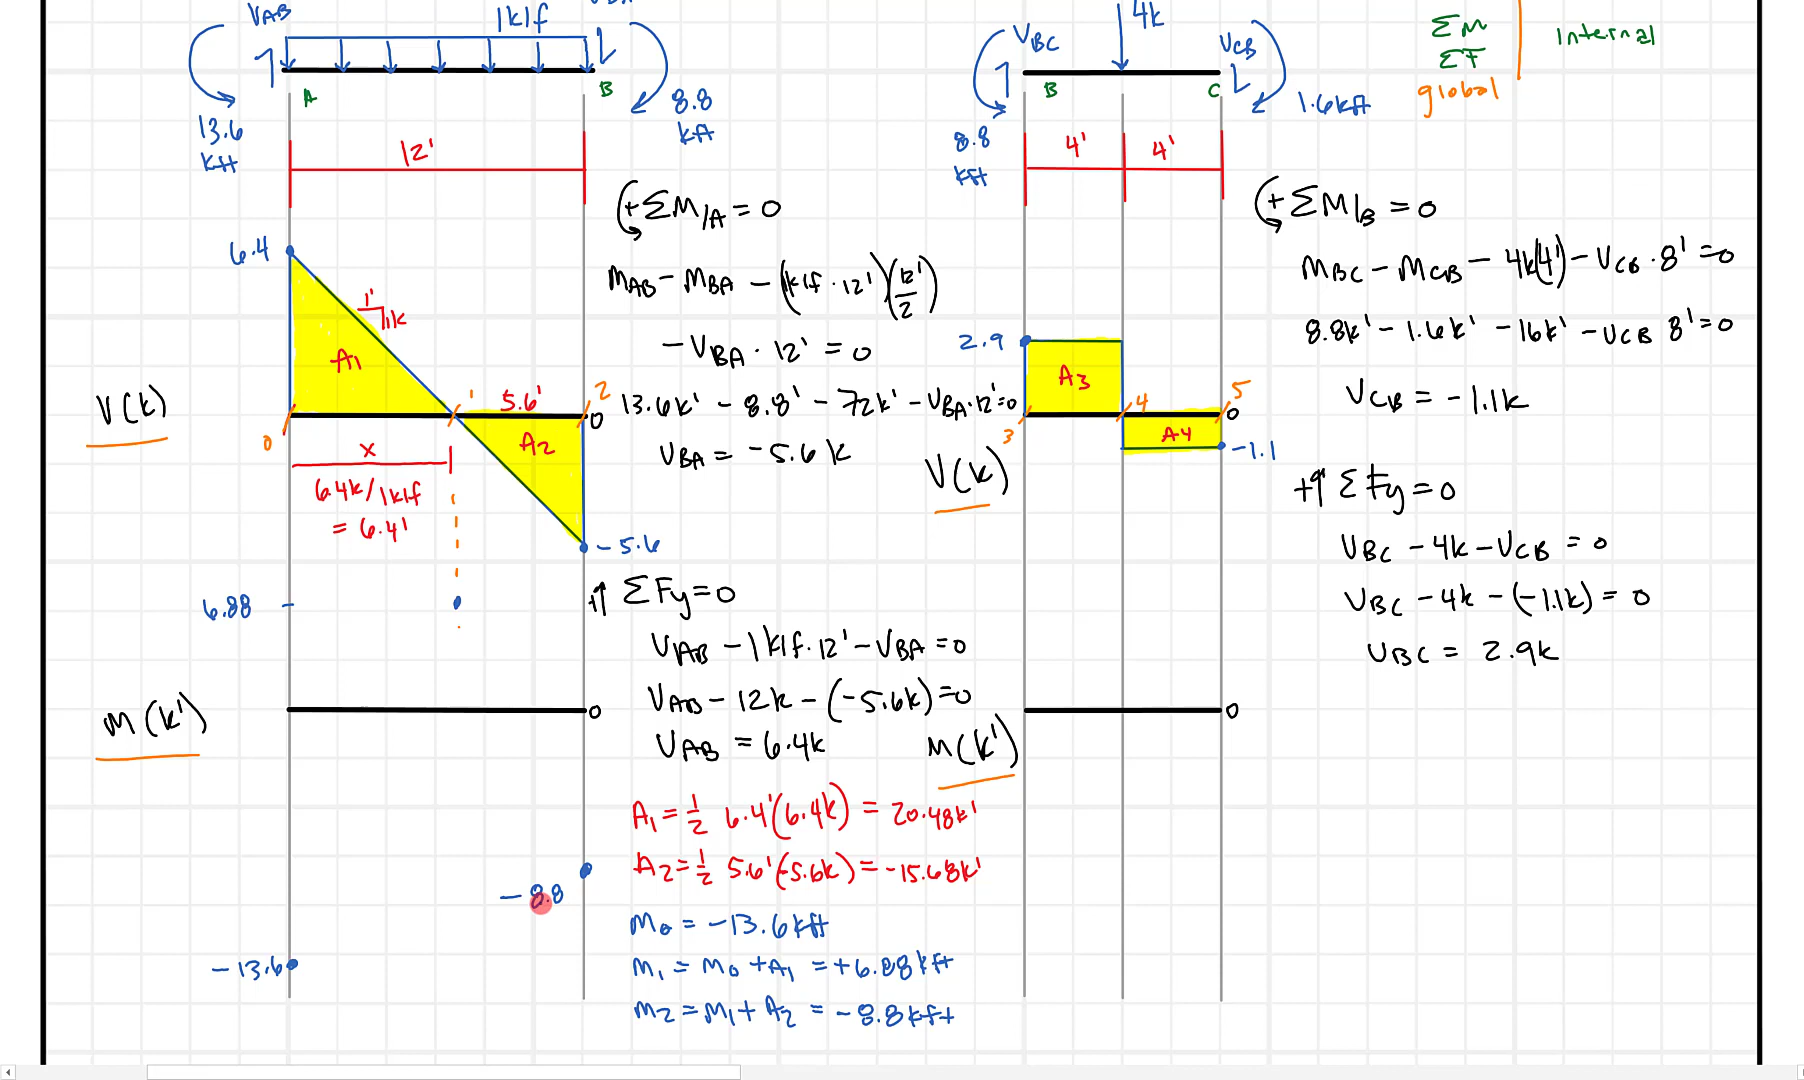 VAB
1klf
VBC
4k
VCB
ΣM
ΣF
global
internal
A
B
B
C
13.6
kft
8.8
kft
8.8
kft
1.6kft
12'
4'
4'
(+ ΣM/A = 0
MAB - MBA - (1klf · 12')(12'/2)
- VBA · 12' = 0
13.6k' - 8.8' - 72k' - VBA · 12' = 0
VBA = -5.6k
(+ ΣM/B = 0
MBC - MCB - 4k(4') - VCB · 8' = 0
8.8k' - 1.6k' - 16k' - VCB 8' = 0
VCB = -1.1k
+↑ ΣFy = 0
VBC - 4k - VCB = 0
VBC - 4k - (-1.1k) = 0
VBC = 2.9k
V(k)
6.4
1'
1k
A1
5.6'
A2
0
1
2
0
x
6.4k/1klf
= 6.4'
-5.6
V(k)
2.9
A3
A4
3
4
5
0
-1.1
+↑ ΣFy = 0
VAB - 1klf · 12' - VBA = 0
VAB - 12k - (-5.6k) = 0
VAB = 6.4k
M(k')
6.88
0
-8.8
-13.6
M(k')
0
A1 = 1/2 6.4'(6.4k) = 20.48k'
A2 = 1/2 5.6'(-5.6k) = -15.68k'
M0 = -13.6kft
M1 = M0 + A1 = +6.88kft
M2 = M1 + A2 = -8.8kft